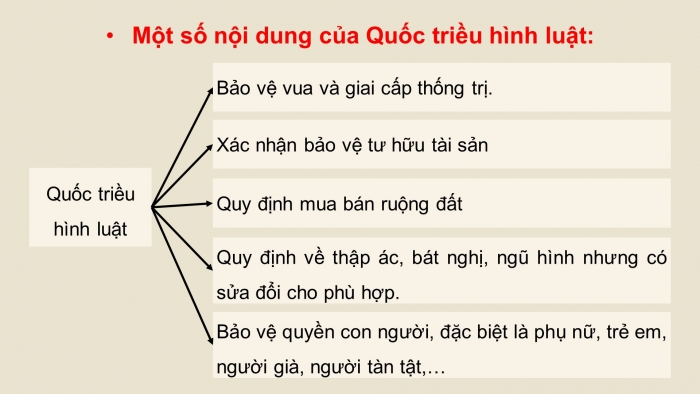 • Một số nội dung của Quốc triều hình luật:
Quốc triều
hình luật
Bảo vệ vua và giai cấp thống trị.
Xác nhận bảo vệ tư hữu tài sản
Quy định mua bán ruộng đất
Quy định về thập ác, bát nghị, ngũ hình nhưng có
sửa đổi cho phù hợp.
Bảo vệ quyền con người, đặc biệt là phụ nữ, trẻ em,
người già, người tàn tật,…